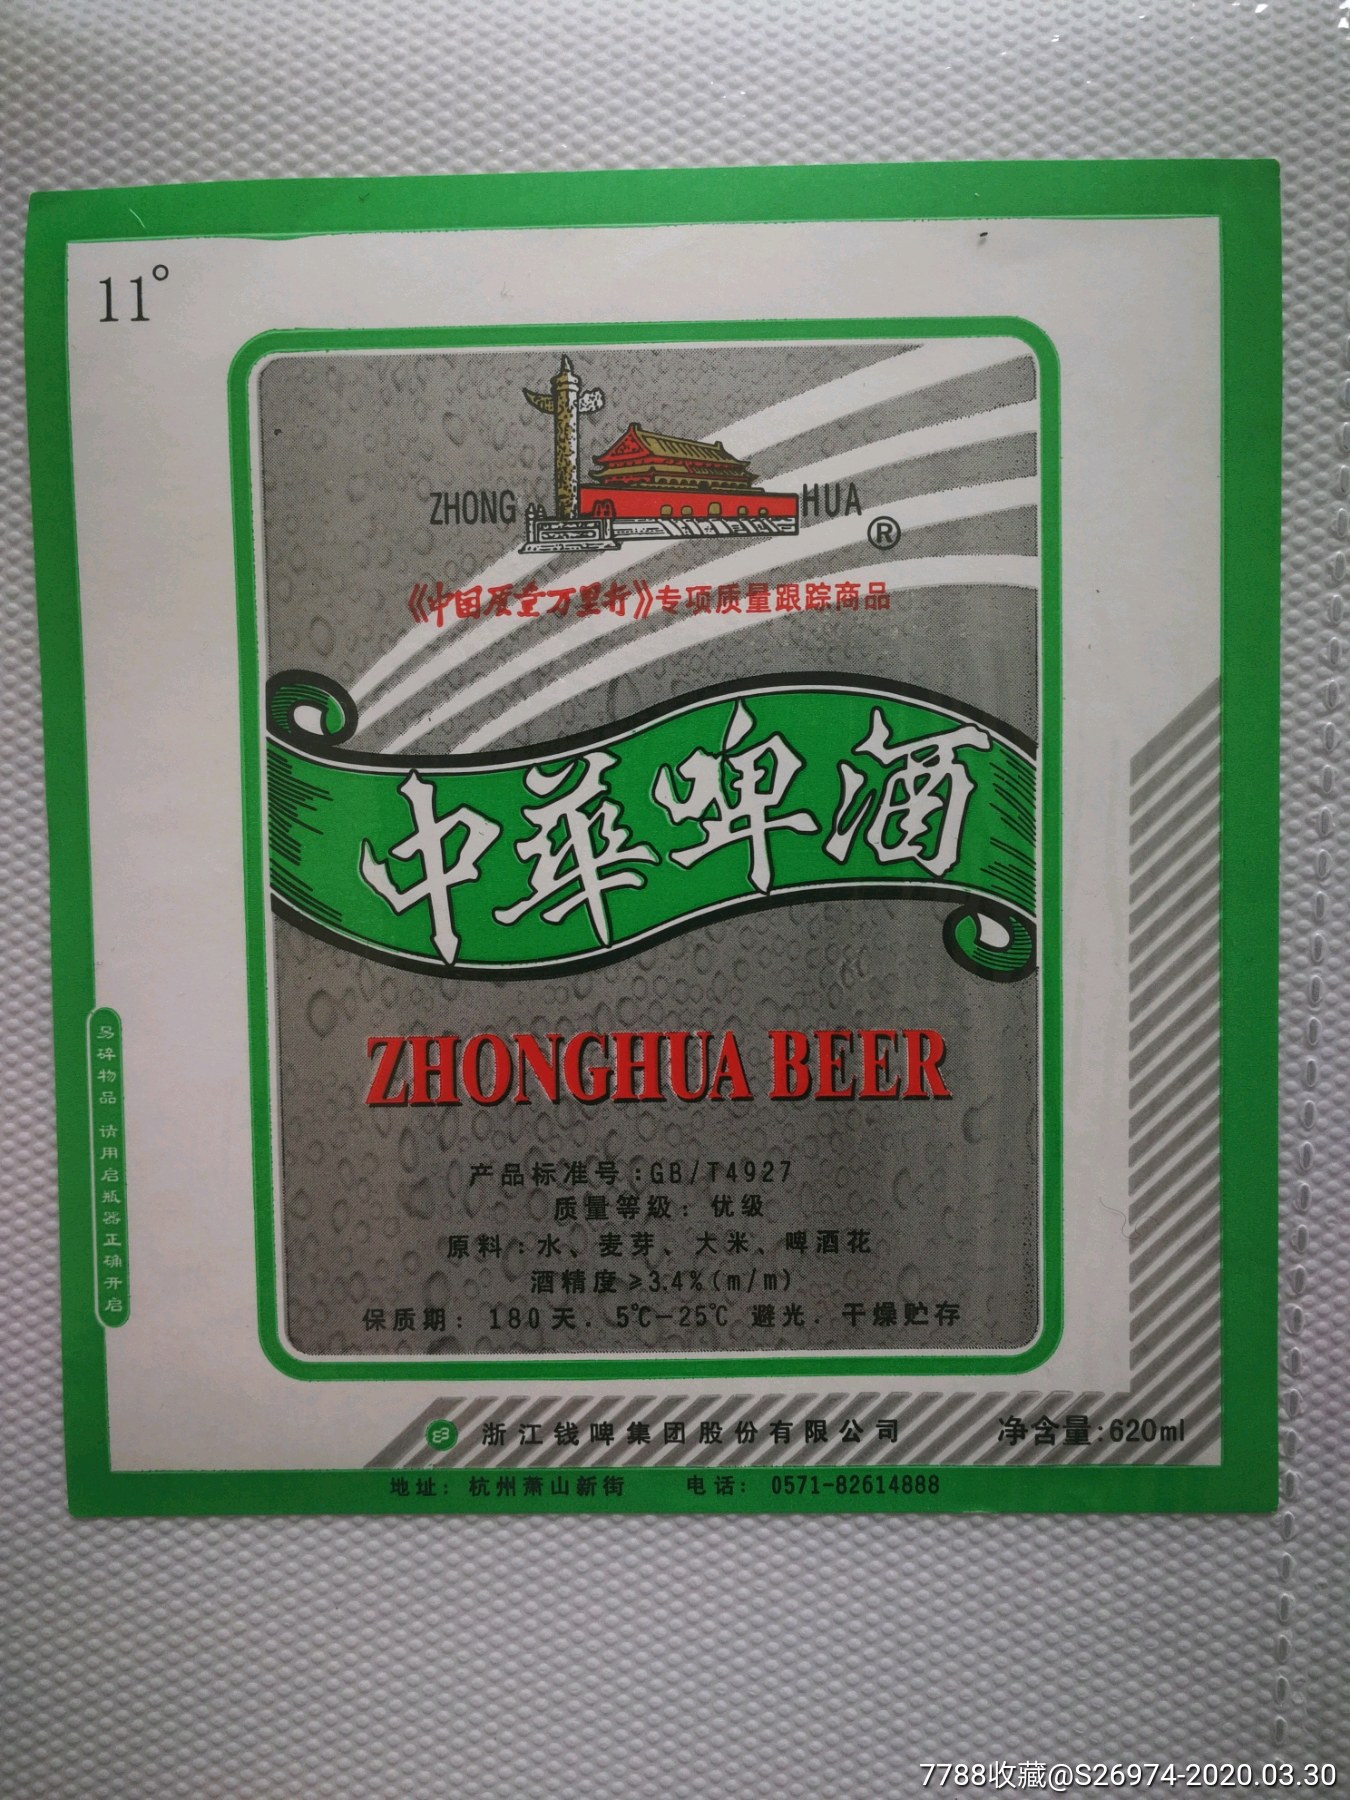 11°
ZHONG HUA ®
《中国质量万里行》专项质量跟踪商品
中華啤酒
ZHONGHUA BEER
产品标准号:GB/T4927
质量等级: 优级
原料:水、麦芽、大米、啤酒花
酒精度≥3.4%(m/m)
保质期: 180天. 5℃-25℃ 避光. 干燥贮存
易碎物品 请用启瓶器正确开启
浙江钱啤集团股份有限公司
净含量:620ml
地址: 杭州萧山新街 电话: 0571-82614888
7788收藏@S26974-2020.03.30